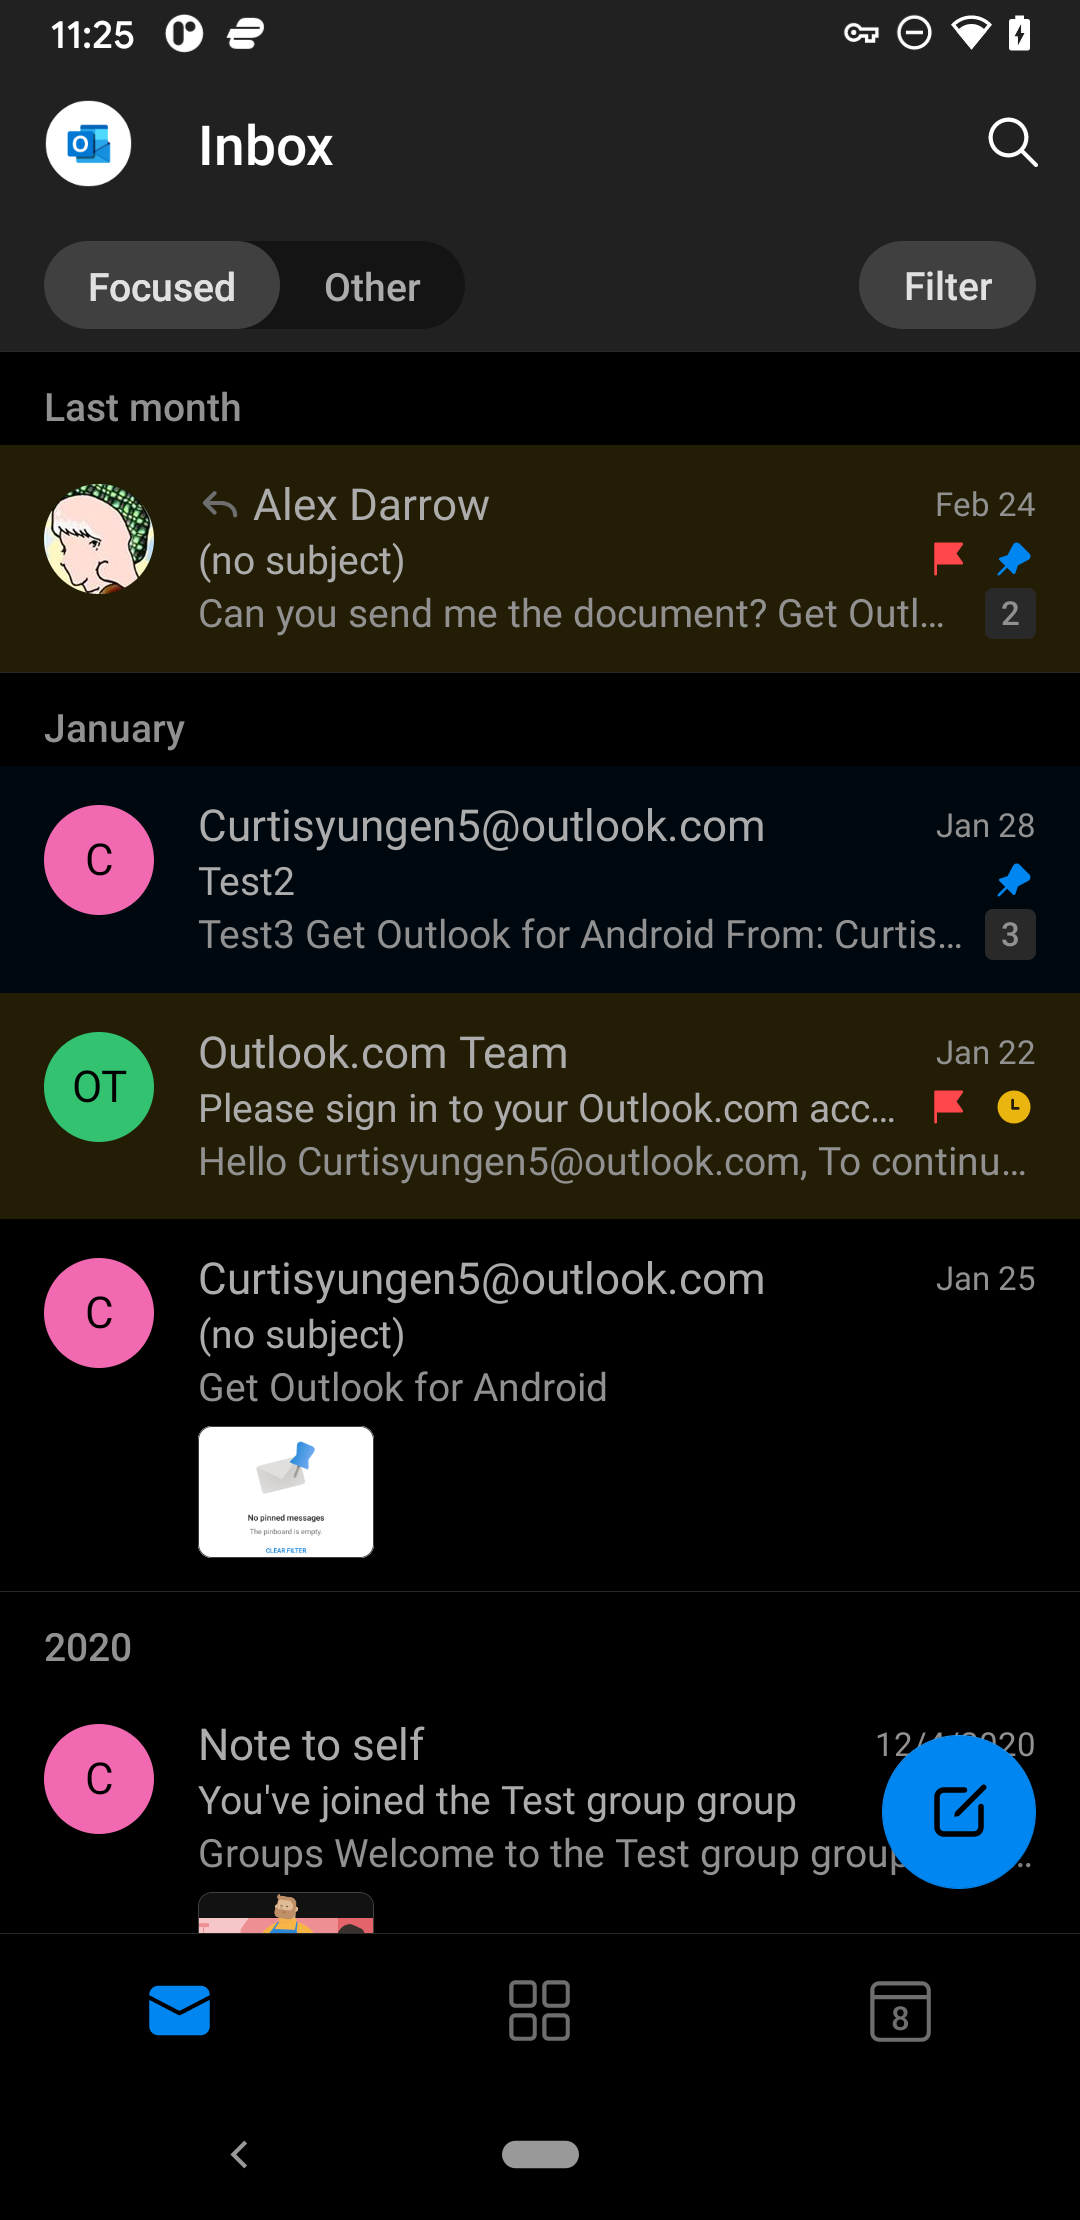 11:25
Inbox
Focused
Other
Filter
Last month
Alex Darrow
Feb 24
(no subject)
Can you send me the document? Get Outl...
2
January
Curtisyungen5@outlook.com
Jan 28
Test2
Test3 Get Outlook for Android From: Curtis...
3
C
Outlook.com Team
Jan 22
OT
Please sign in to your Outlook.com acc...
Hello Curtisyungen5@outlook.com, To continu...
Curtisyungen5@outlook.com
Jan 25
C
(no subject)
Get Outlook for Android
No pinned messages
The pinboard is empty.
CLEAR FILTER
2020
Note to self
C
You've joined the Test group group
Groups Welcome to the Test group group
8